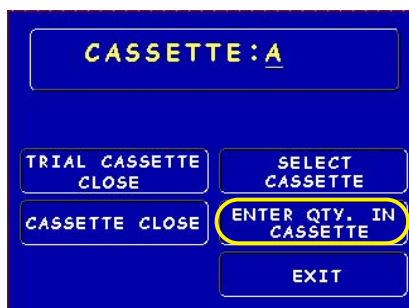 CASSETTE:A
TRIAL CASSETTE
CLOSE
SELECT
CASSETTE
CASSETTE CLOSE
ENTER QTY. IN
CASSETTE
EXIT